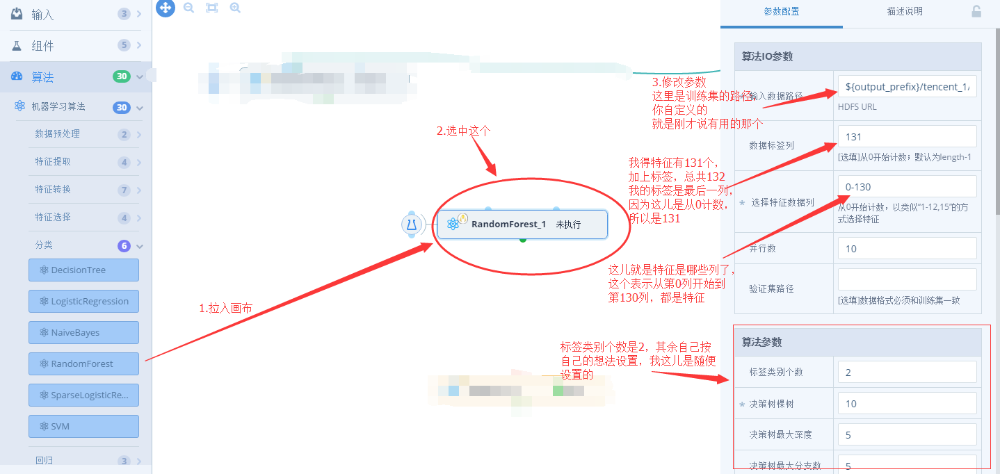 输入
3
组件
5
算法
30
机器学习算法
30
数据预处理
2
特征提取
4
特征转换
7
特征选择
4
分类
6
DecisionTree
LogisticRegression
NaiveBayes
RandomForest
SparseLogisticRe...
SVM
回归
3
1.拉入画布
2.选中这个
RandomForest_1
未执行
3.修改参数
这里是训练集的路径,
你自定义的
就是刚才说有用的那个
我得特征有131个，
加上标签，总共132
我的标签是最后一列，
因为这儿是从0计数，
所以是131
这儿就是特征是哪些列了，
这个表示从第0列开始到
第130列，都是特征
标签类别个数是2，其余自己按
自己的想法设置，我这儿是随便
设置的
参数配置
描述说明
算法IO参数
* 输入数据路径
${output_prefix}/tencent_1/
HDFS URL
数据标签列
131
[选填]从0开始计数；默认为length-1
* 选择特征数据列
0-130
从0开始计数，以类似“1-12,15”的方
式选择特征
并行数
10
验证集路径
[选填]数据格式必须和训练集一致
算法参数
标签类别个数
2
* 决策树棵树
10
决策树最大深度
5
决策树最大分支数
5